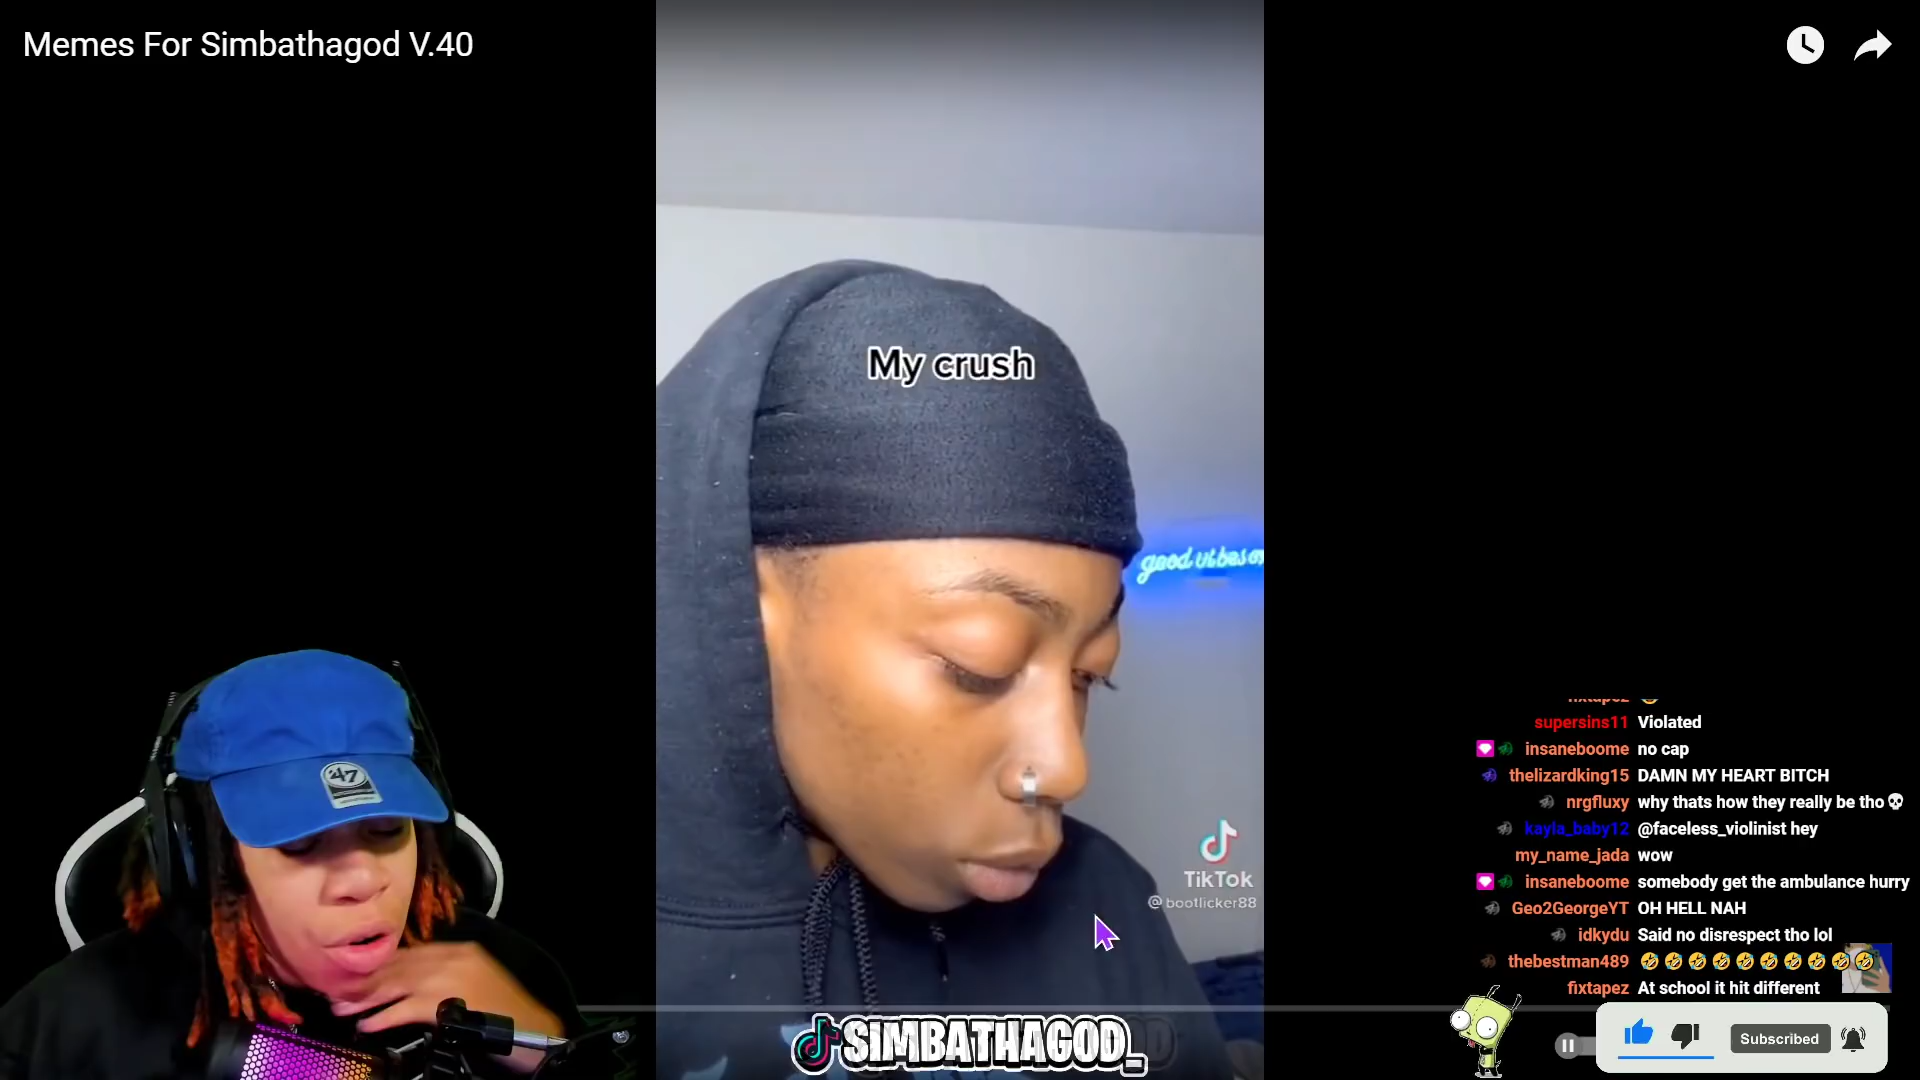 Memes For Simbathagod V.40
My crush
good vibes on
47
TikTok
@bootlicker88
supersins11 Violated
insaneboome no cap
thelizardking15 DAMN MY HEART BITCH
nrgfluxy why thats how they really be tho💀
kayla_baby12 @faceless_violinist hey
my_name_jada wow
insaneboome somebody get the ambulance hurry
Geo2GeorgeYT OH HELL NAH
idkydu Said no disrespect tho lol
thebestman489 🤣🤣🤣🤣🤣🤣🤣🤣🤣🤣
fixtapez At school it hit different
SIMBATHAGOD_
Subscribed